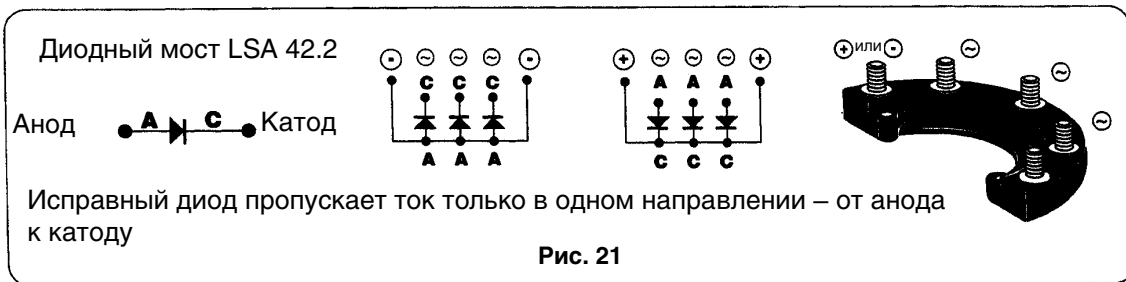 Диодный мост LSA 42.2
- ~ ~ ~ -
C C C
A A A
+ ~ ~ ~ +
A A A
C C C
+ или - ~
~
~
Анод A C Катод
Исправный диод пропускает ток только в одном направлении – от анода
к катоду
Рис. 21